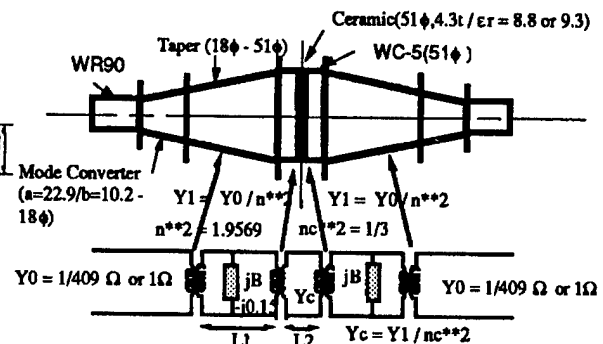 Ceramic(51φ,4.3t / εr = 8.8 or 9.3)
Taper (18φ - 51φ)
WR90
WC-5(51φ)
Mode Converter
(a=22.9/b=10.2 -
18φ)
Y1= Y0 / n**2
Y1 = Y0/n**2
n**2 = 1.9569
nc**2 = 1/3
Y0 = 1/409 Ω or 1Ω
jB
-j0.15
Yc
jB
Y0 = 1/409 Ω or 1Ω
L1
L2
Yc = Y1 / nc**2